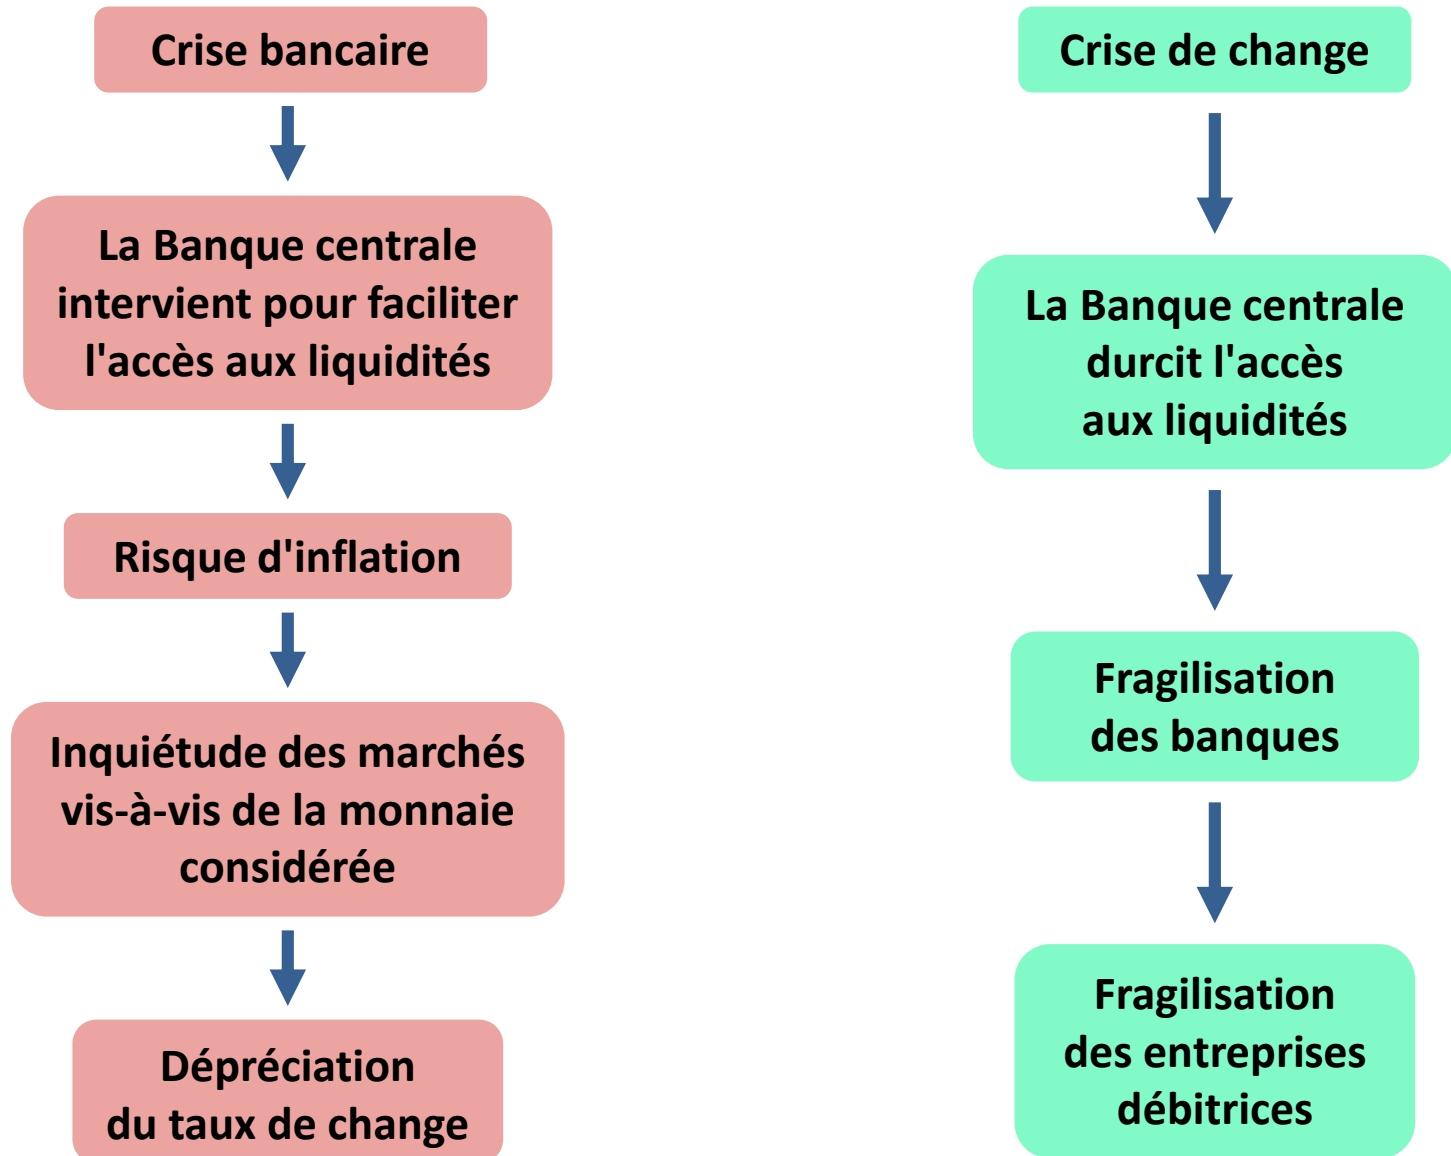 Crise bancaire
La Banque centrale
intervient pour faciliter
l'accès aux liquidités
Risque d'inflation
Inquiétude des marchés
vis-à-vis de la monnaie
considérée
Dépréciation
du taux de change
Crise de change
La Banque centrale
durcit l'accès
aux liquidités
Fragilisation
des banques
Fragilisation
des entreprises
débitrices